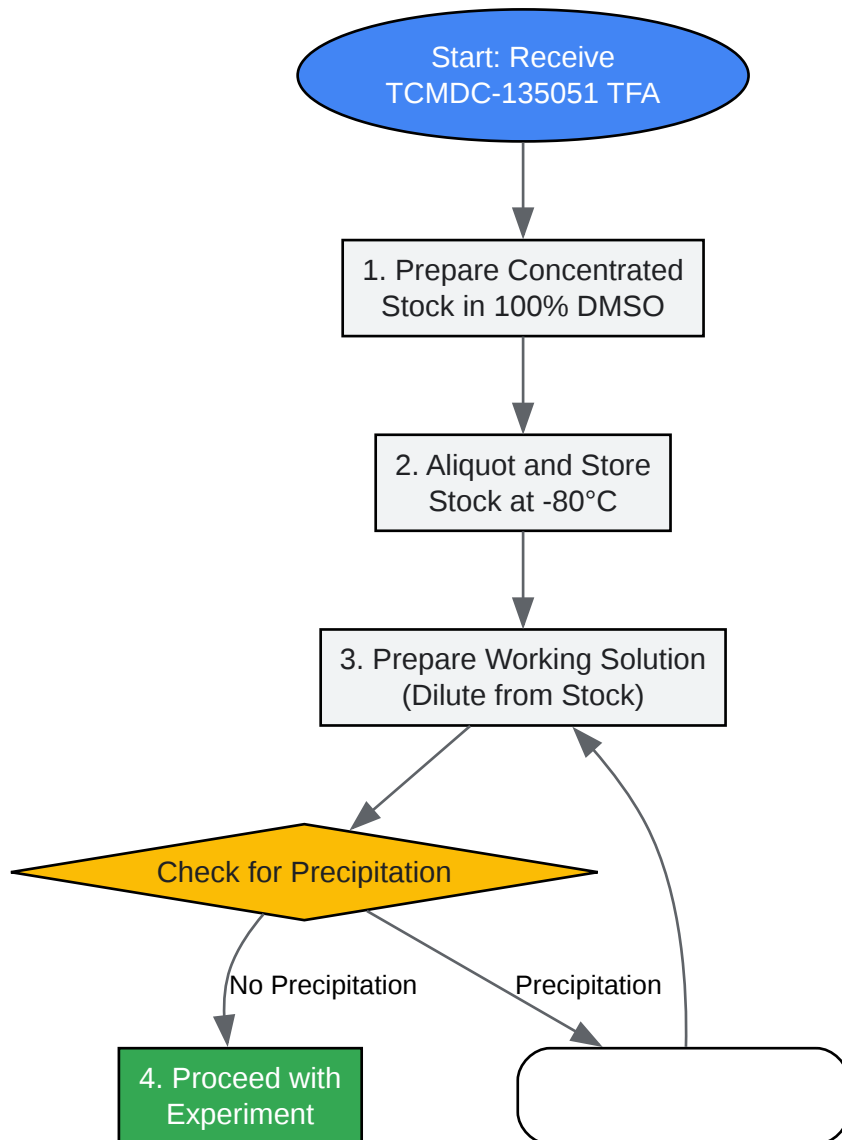 Start: Receive
TCMDC-135051 TFA
1. Prepare Concentrated
Stock in 100% DMSO
2. Aliquot and Store
Stock at -80°C
3. Prepare Working Solution
(Dilute from Stock)
Check for Precipitation
No Precipitation
Precipitation
4. Proceed with
Experiment